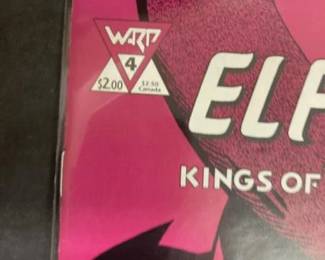 WARP
4
$2.00
$2.50
Canada
ELF
KINGS OF